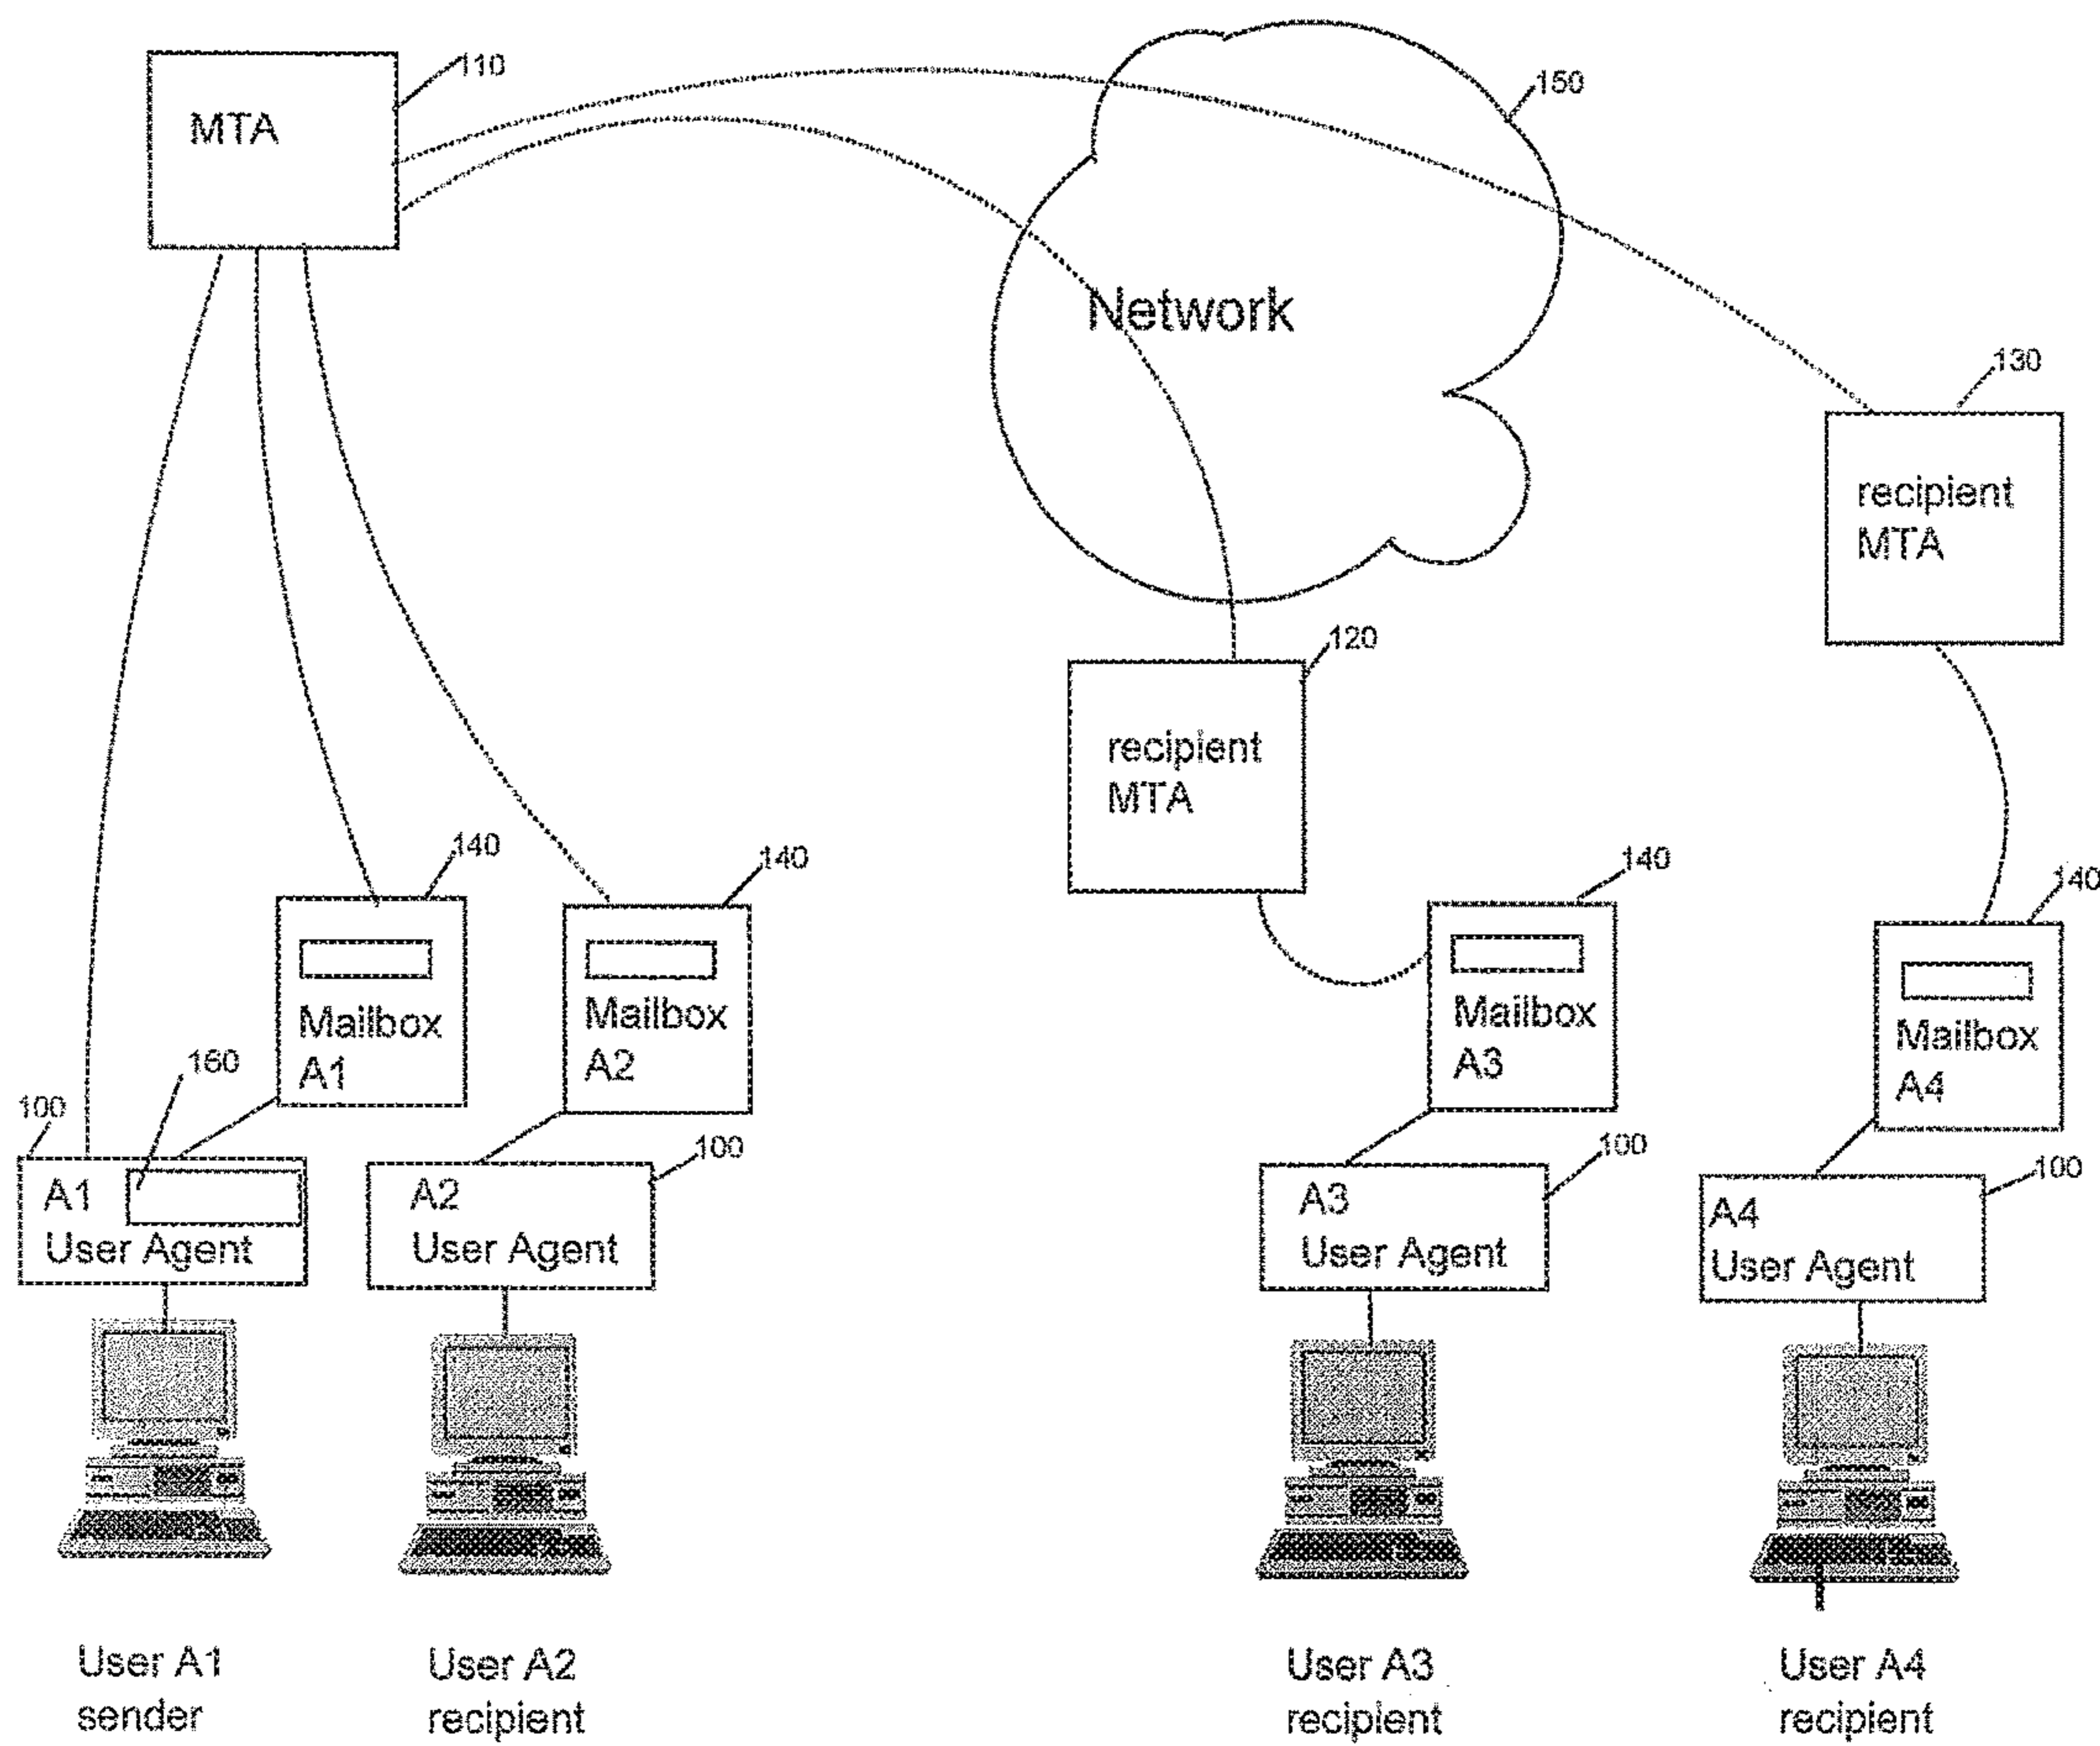 110
MTA
150
Network
130
recipient
MTA
120
recipient
MTA
140
Mailbox
A1
140
Mailbox
A2
140
Mailbox
A3
140
Mailbox
A4
160
100
A1
User Agent
100
A2
User Agent
100
A3
User Agent
100
A4
User Agent
User A1
sender
User A2
recipient
User A3
recipient
User A4
recipient